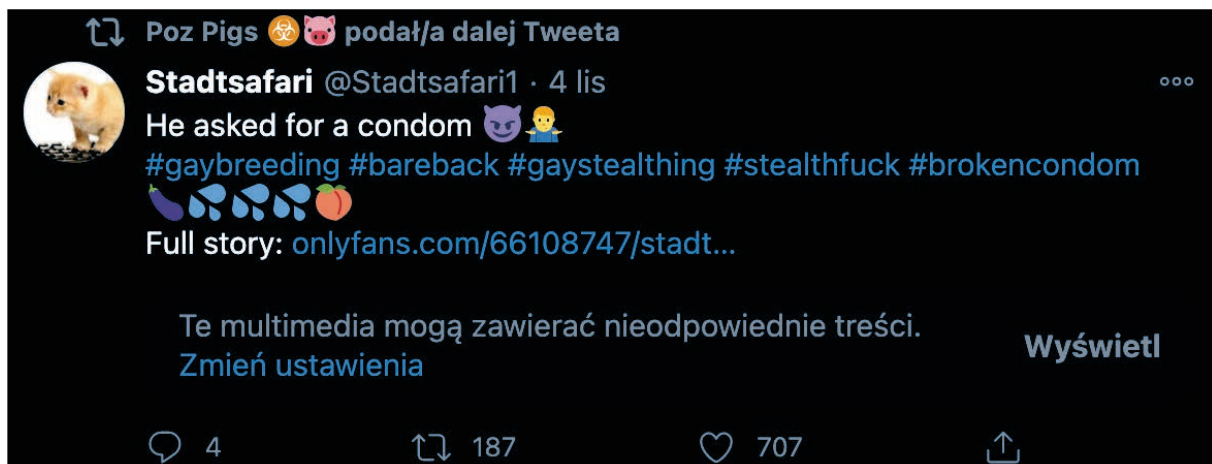 Poz Pigs ☣️🐷 podał/a dalej Tweeta
Stadtsafari @Stadtsafari1 · 4 lis
He asked for a condom 😈🤷‍♂️
#gaybreeding #bareback #gaystealthing #stealthfuck #brokencondom
🍆💦💦💦🍑
Full story: onlyfans.com/66108747/stadt...
Te multimedia mogą zawierać nieodpowiednie treści.
Zmień ustawienia
Wyświetl
4 187 707